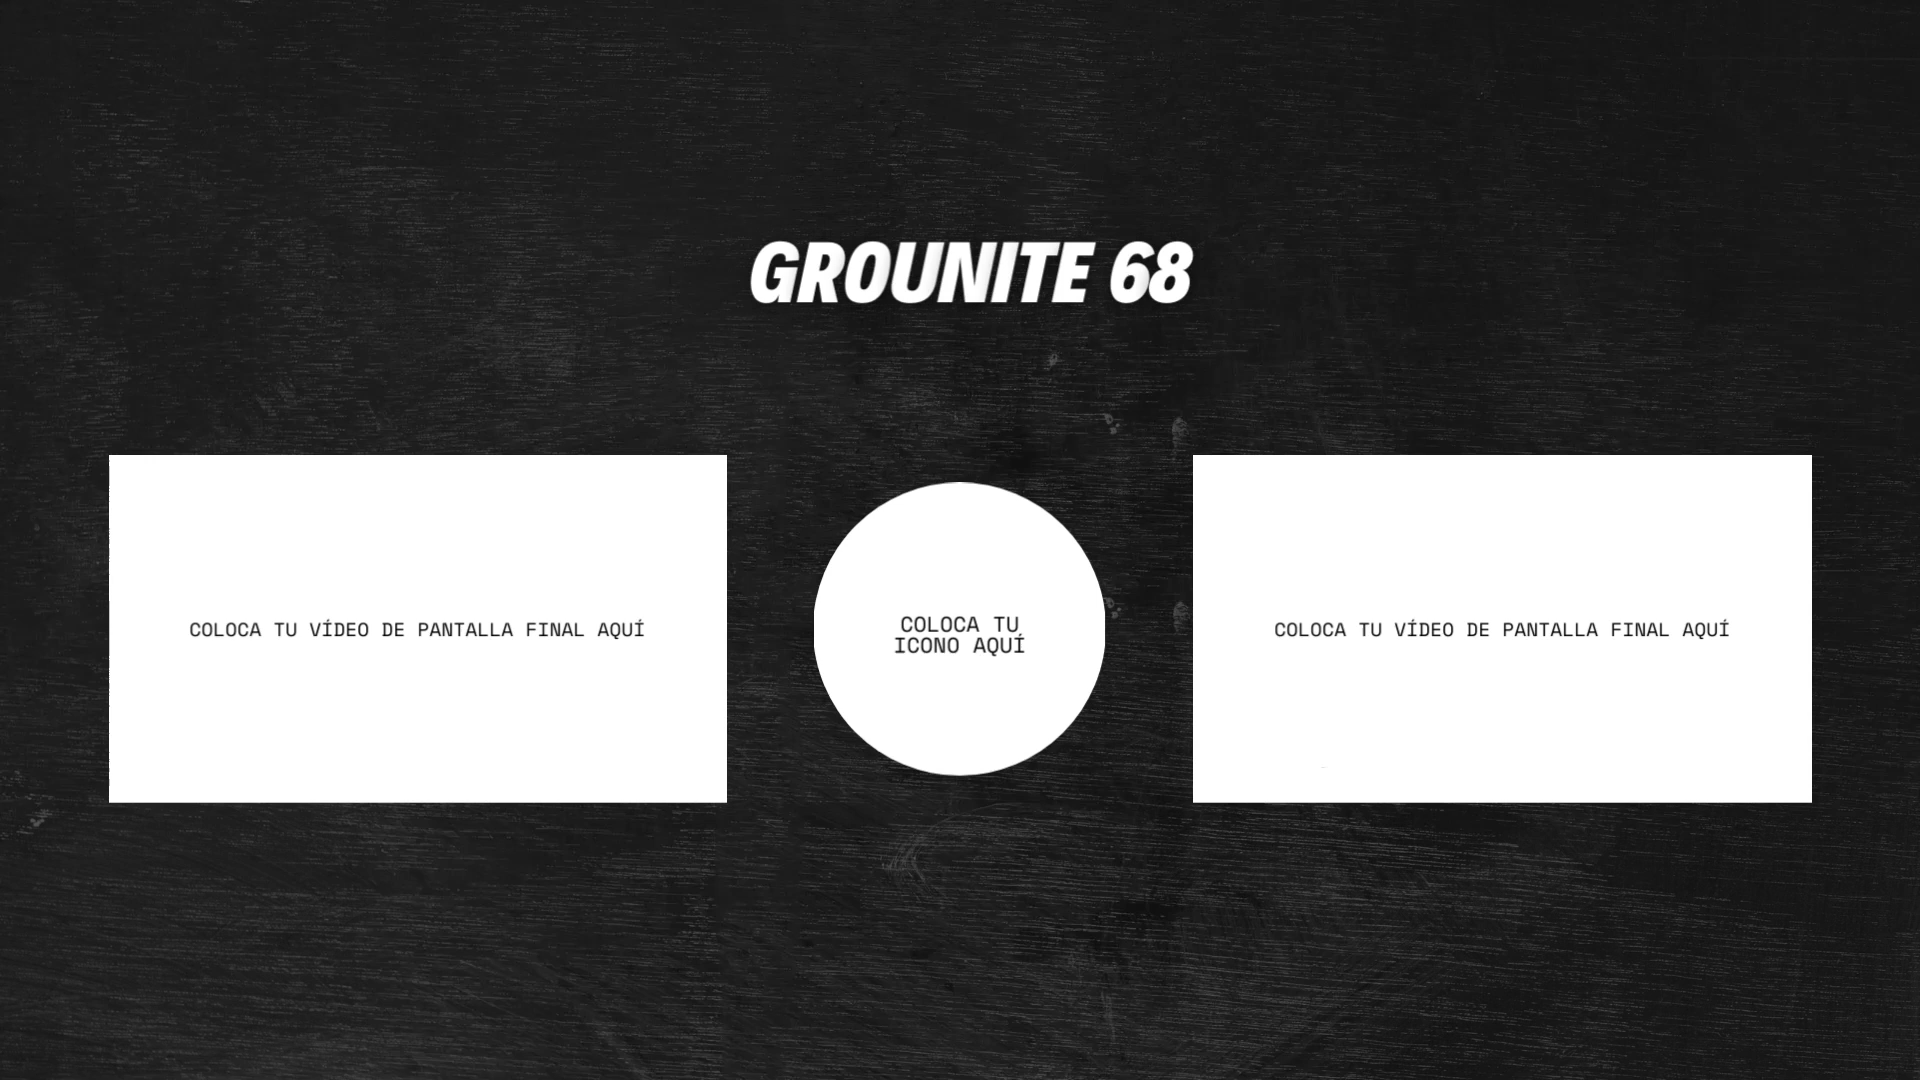 GROUNITE 68
COLOCA TU VÍDEO DE PANTALLA FINAL AQUÍ
COLOCA TU
ICONO AQUÍ
COLOCA TU VÍDEO DE PANTALLA FINAL AQUÍ